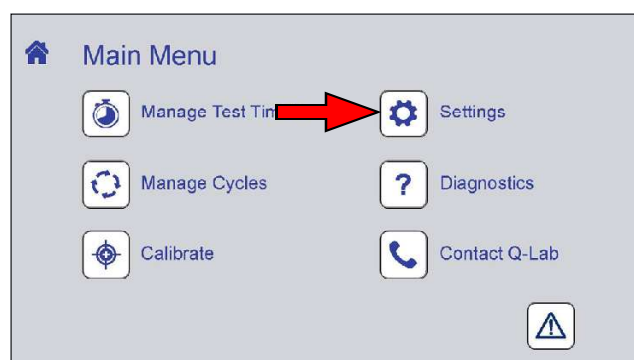 Main Menu
Manage Test Tim
Settings
Manage Cycles
? Diagnostics
Calibrate
Contact Q-Lab